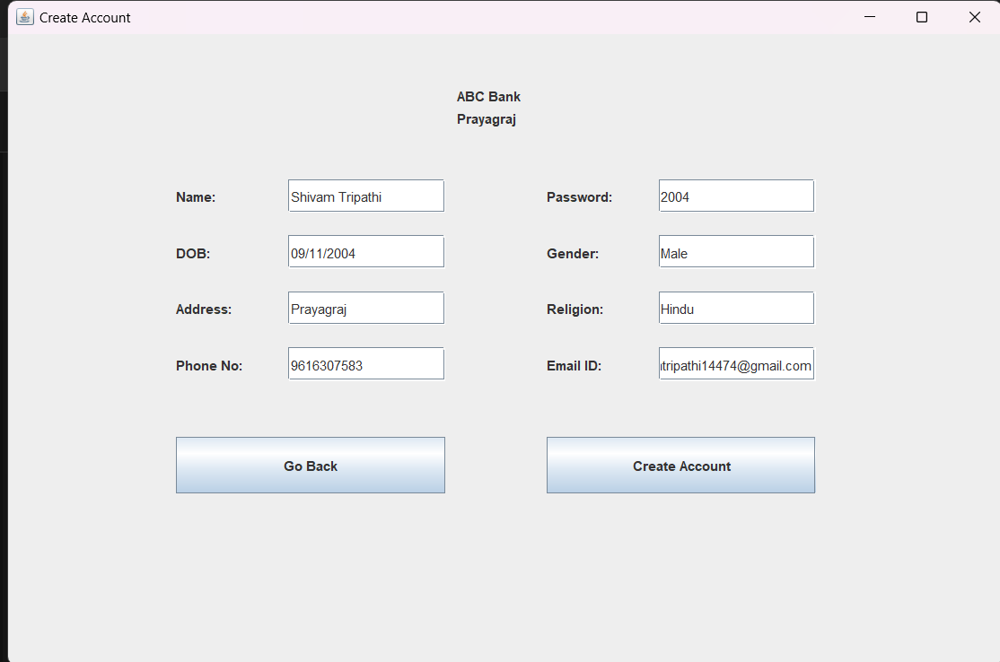 Create Account
ABC Bank
Prayagraj
Name: Shivam Tripathi Password: 2004
DOB: 09/11/2004 Gender: Male
Address: Prayagraj Religion: Hindu
Phone No: 9616307583 Email ID: tripathi14474@gmail.com
Go Back Create Account